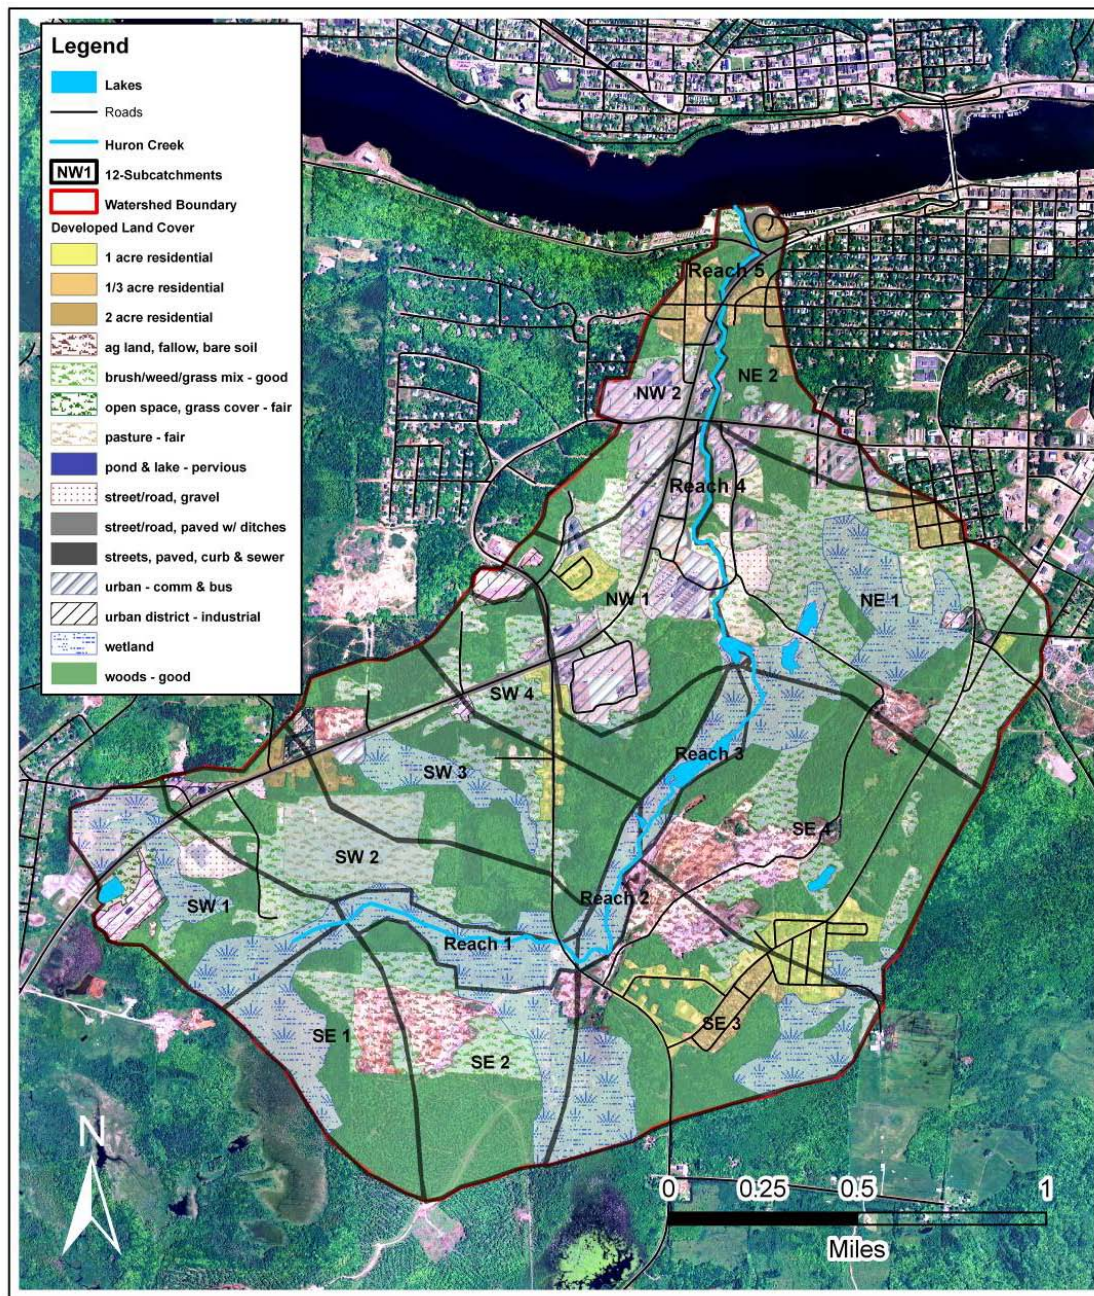 Legend
Lakes
Roads
Huron Creek
NW1 12-Subcatchments
Watershed Boundary
Developed Land Cover
1 acre residential
1/3 acre residential
2 acre residential
ag land, fallow, bare soil
brush/weed/grass mix - good
open space, grass cover - fair
pasture - fair
pond & lake - pervious
street/road, gravel
street/road, paved w/ ditches
streets, paved, curb & sewer
urban - comm & bus
urban district - industrial
wetland
woods - good
Reach 5
NW 2
NE 2
Reach 4
NW 1
NE 1
SW 4
Reach 3
SW 3
SE 4
SW 2
Reach 2
SW 1
Reach 1
SE 3
SE 1
SE 2
N
0 0.25 0.5 1
Miles